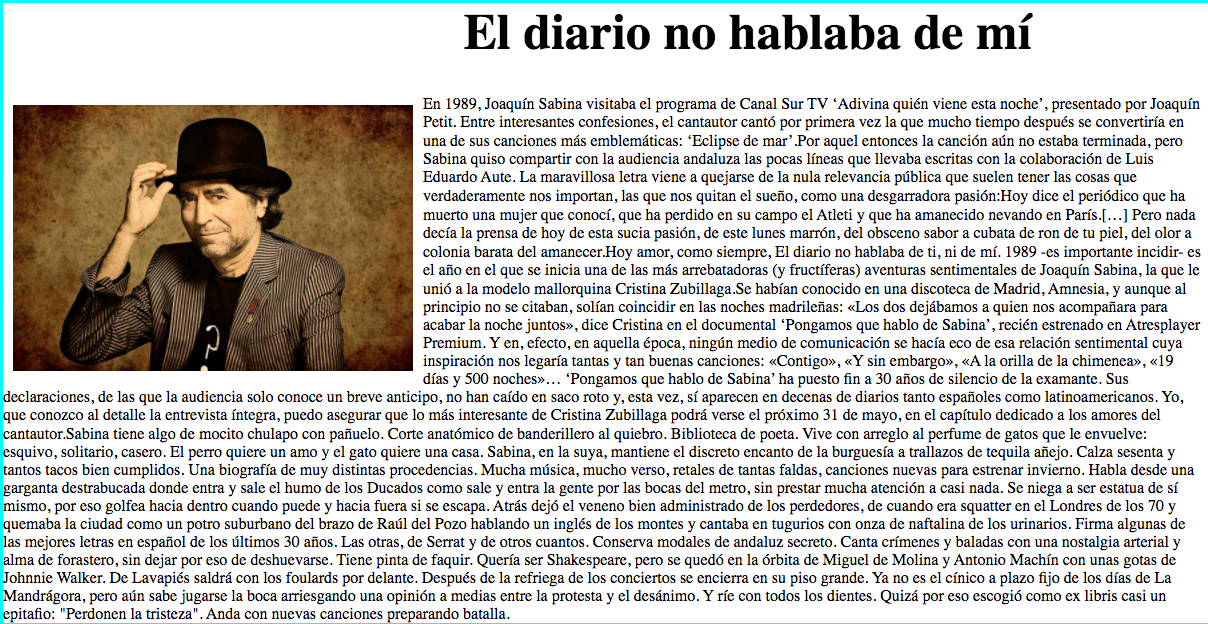 El diario no hablaba de mí
En 1989, Joaquín Sabina visitaba el programa de Canal Sur TV ‘Adivina quién viene esta noche’, presentado por Joaquín
Petit. Entre interesantes confesiones, el cantautor cantó por primera vez la que mucho tiempo después se convertiría en
una de sus canciones más emblemáticas: ‘Eclipse de mar’.Por aquel entonces la canción aún no estaba terminada, pero
Sabina quiso compartir con la audiencia andaluza las pocas líneas que llevaba escritas con la colaboración de Luis
Eduardo Aute. La maravillosa letra viene a quejarse de la nula relevancia pública que suelen tener las cosas que
verdaderamente nos importan, las que nos quitan el sueño, como una desgarradora pasión:Hoy dice el periódico que ha
muerto una mujer que conocí, que ha perdido en su campo el Atleti y que ha amanecido nevando en París.[…] Pero nada
decía la prensa de hoy de esta sucia pasión, de este lunes marrón, del obsceno sabor a cubata de ron de tu piel, del olor a
colonia barata del amanecer.Hoy amor, como siempre, El diario no hablaba de ti, ni de mí. 1989 -es importante incidir- es
el año en el que se inicia una de las más arrebatadoras (y fructíferas) aventuras sentimentales de Joaquín Sabina, la que le
unió a la modelo mallorquina Cristina Zubillaga.Se habían conocido en una discoteca de Madrid, Amnesia, y aunque al
principio no se citaban, solían coincidir en las noches madrileñas: «Los dos dejábamos a quien nos acompañara para
acabar la noche juntos», dice Cristina en el documental ‘Pongamos que hablo de Sabina’, recién estrenado en Atresplayer
Premium. Y en, efecto, en aquella época, ningún medio de comunicación se hacía eco de esa relación sentimental cuya
inspiración nos legaría tantas y tan buenas canciones: «Contigo», «Y sin embargo», «A la orilla de la chimenea», «19
días y 500 noches»… ‘Pongamos que hablo de Sabina’ ha puesto fin a 30 años de silencio de la examante. Sus
declaraciones, de las que la audiencia solo conoce un breve anticipo, no han caído en saco roto y, esta vez, sí aparecen en decenas de diarios tanto españoles como latinoamericanos. Yo,
que conozco al detalle la entrevista íntegra, puedo asegurar que lo más interesante de Cristina Zubillaga podrá verse el próximo 31 de mayo, en el capítulo dedicado a los amores del
cantautor.Sabina tiene algo de mocito chulapo con pañuelo. Corte anatómico de banderillero al quiebro. Biblioteca de poeta. Vive con arreglo al perfume de gatos que le envuelve:
esquivo, solitario, casero. El perro quiere un amo y el gato quiere una casa. Sabina, en la suya, mantiene el discreto encanto de la burguesía a trallazos de tequila añejo. Calza sesenta y
tantos tacos bien cumplidos. Una biografía de muy distintas procedencias. Mucha música, mucho verso, retales de tantas faldas, canciones nuevas para estrenar invierno. Habla desde una
garganta destrabucada donde entra y sale el humo de los Ducados como sale y entra la gente por las bocas del metro, sin prestar mucha atención a casi nada. Se niega a ser estatua de sí
mismo, por eso golfea hacia dentro cuando puede y hacia fuera si se escapa. Atrás dejó el veneno bien administrado de los perdedores, de cuando era squatter en el Londres de los 70 y
quemaba la ciudad como un potro suburbano del brazo de Raúl del Pozo hablando un inglés de los montes y cantaba en tugurios con onza de naftalina de los urinarios. Firma algunas de
las mejores letras en español de los últimos 30 años. Las otras, de Serrat y de otros cuantos. Conserva modales de andaluz secreto. Canta crímenes y baladas con una nostalgia arterial y
alma de forastero, sin dejar por eso de deshuevarse. Tiene pinta de faquir. Quería ser Shakespeare, pero se quedó en la órbita de Miguel de Molina y Antonio Machín con unas gotas de
Johnnie Walker. De Lavapiés saldrá con los foulards por delante. Después de la refriega de los conciertos se encierra en su piso grande. Ya no es el cínico a plazo fijo de los días de La
Mandrágora, pero aún sabe jugarse la boca arriesgando una opinión a medias entre la protesta y el desánimo. Y ríe con todos los dientes. Quizá por eso escogió como ex libris casi un
epitafio: "Perdonen la tristeza". Anda con nuevas canciones preparando batalla.